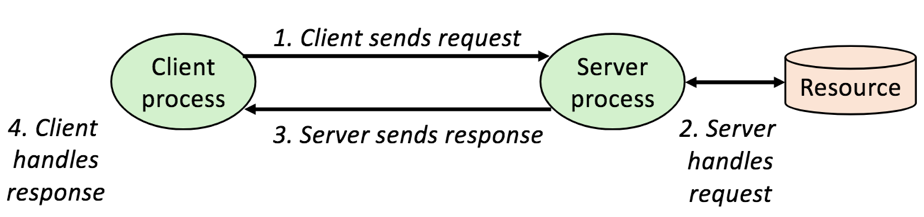 1. Client sends request
Client
process
Server
process
Resource
3. Server sends response
4. Client
handles
response
2. Server
handles
request